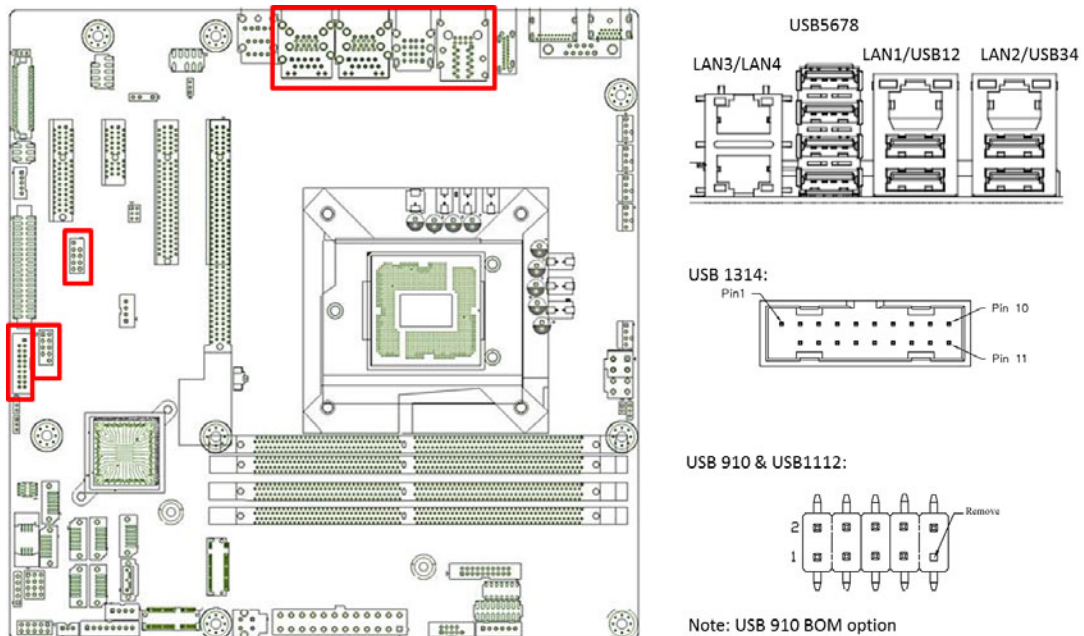 USB5678
LAN3/LAN4
LAN1/USB12
LAN2/USB34
USB 1314:
Pin1
Pin 10
Pin 11
USB 910 & USB1112:
2
Remove
1
Note: USB 910 BOM option